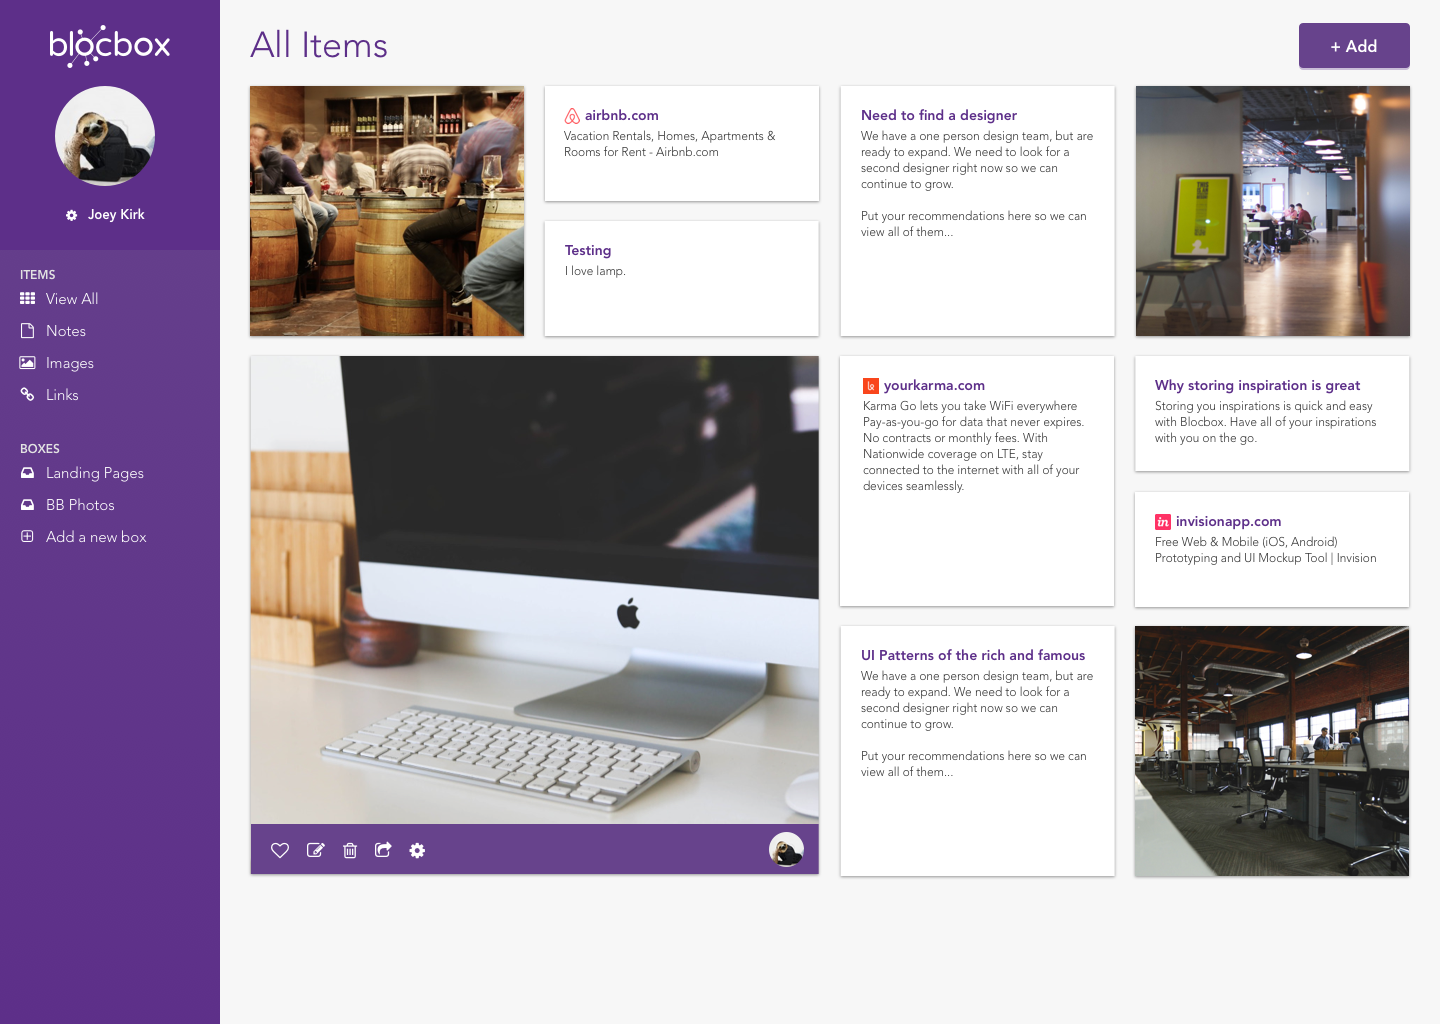 blocbox
Joey Kirk
ITEMS
View All
Notes
Images
Links
BOXES
Landing Pages
BB Photos
Add a new box
All Items
+ Add
airbnb.com
Vacation Rentals, Homes, Apartments &
Rooms for Rent - Airbnb.com
Testing
I love lamp.
Need to find a designer
We have a one person design team, but are
ready to expand. We need to look for a
second designer right now so we can
continue to grow.
Put your recommendations here so we can
view all of them...
yourkarma.com
Karma Go lets you take WiFi everywhere
Pay-as-you-go for data that never expires.
No contracts or monthly fees. With
Nationwide coverage on LTE, stay
connected to the internet with all of your
devices seamlessly.
Why storing inspiration is great
Storing you inspirations is quick and easy
with Blocbox. Have all of your inspirations
with you on the go.
in invisionapp.com
Free Web & Mobile (iOS, Android)
Prototyping and UI Mockup Tool | Invision
UI Patterns of the rich and famous
We have a one person design team, but are
ready to expand. We need to look for a
second designer right now so we can
continue to grow.
Put your recommendations here so we can
view all of them...